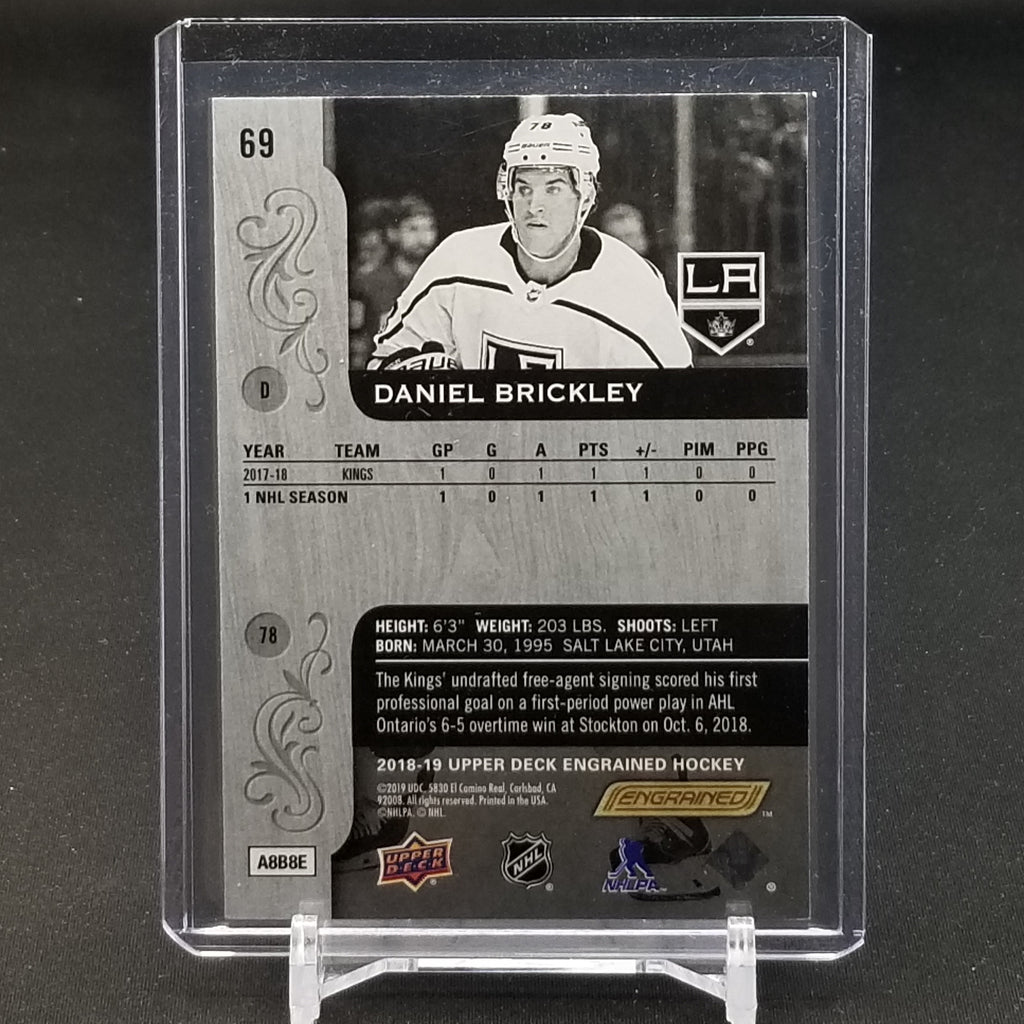 69
78
BAUER
LA
D
DANIEL BRICKLEY
YEAR TEAM GP G A PTS +/- PIM PPG
2017-18 KINGS 1 0 1 1 1 0 0
1 NHL SEASON 1 0 1 1 1 0 0
78
HEIGHT: 6'3" WEIGHT: 203 LBS. SHOOTS: LEFT
BORN: MARCH 30, 1995 SALT LAKE CITY, UTAH
The Kings' undrafted free-agent signing scored his first
professional goal on a first-period power play in AHL
Ontario's 6-5 overtime win at Stockton on Oct. 6, 2018.
2018-19 UPPER DECK ENGRAINED HOCKEY
©2019 UDC, 5830 El Camino Real, Carlsbad, CA
92008. All rights reserved. Printed in the USA.
©NHLPA. © NHL.
ENGRAINED™
A8B8E
UPPER DECK®
NHL®
NHLPA™
®